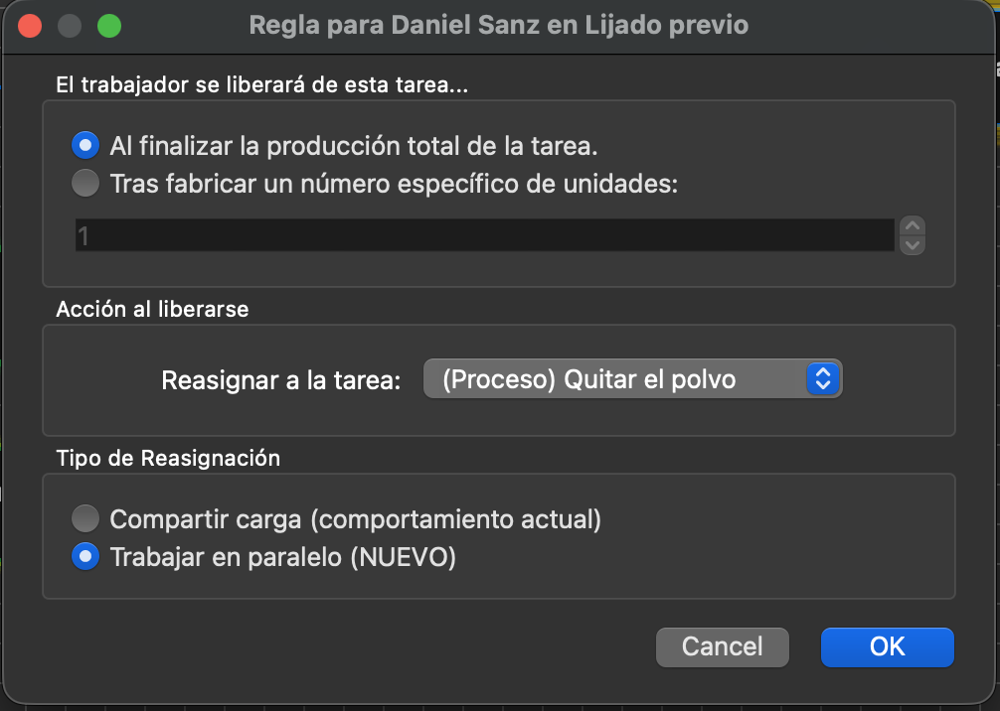 Regla para Daniel Sanz en Lijado previo
El trabajador se liberará de esta tarea...
Al finalizar la producción total de la tarea.
Tras fabricar un número específico de unidades:
1
Acción al liberarse
Reasignar a la tarea: (Proceso) Quitar el polvo
Tipo de Reasignación
Compartir carga (comportamiento actual)
Trabajar en paralelo (NUEVO)
Cancel OK